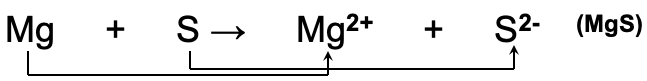 Mg + S → Mg²⁺ + S²⁻ (MgS)